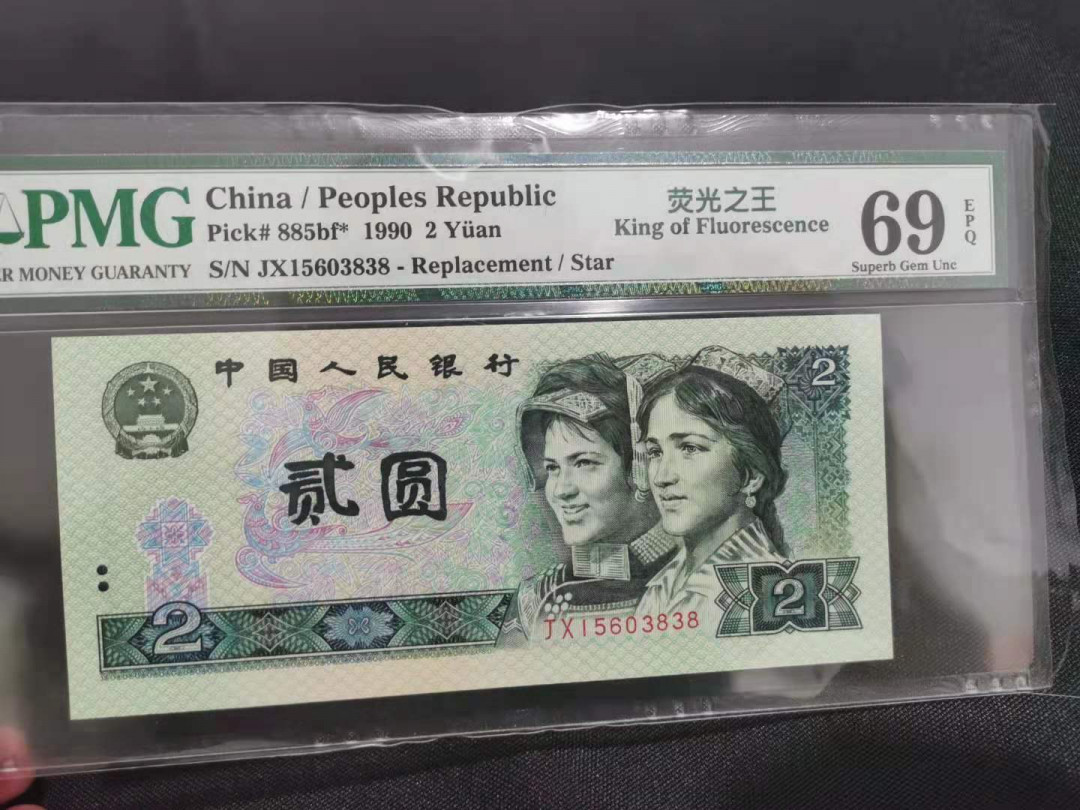 PMG
China / Peoples Republic
Pick# 885bf* 1990 2 Yüan
S/N JX15603838 - Replacement / Star
ER MONEY GUARANTY
荧光之王
King of Fluorescence
69
EPQ
Superb Gem Unc
中国人民银行
2
贰圆
2
JX15603838
2